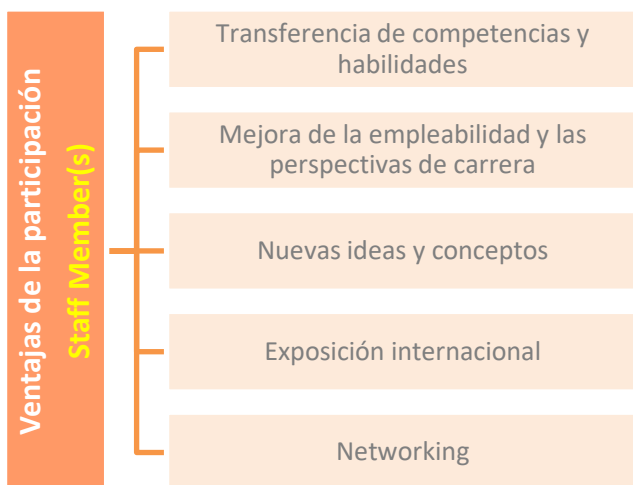 Ventajas de la participación
Staff Member(s)
Transferencia de competencias y
habilidades
Mejora de la empleabilidad y las
perspectivas de carrera
Nuevas ideas y conceptos
Exposición internacional
Networking